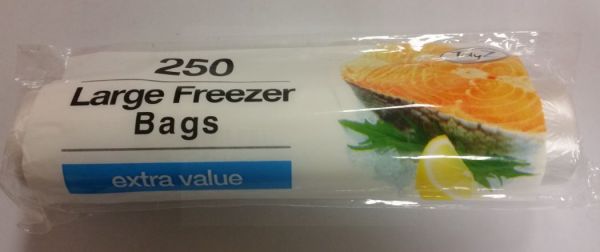 250
Large Freezer
Bags
extra value